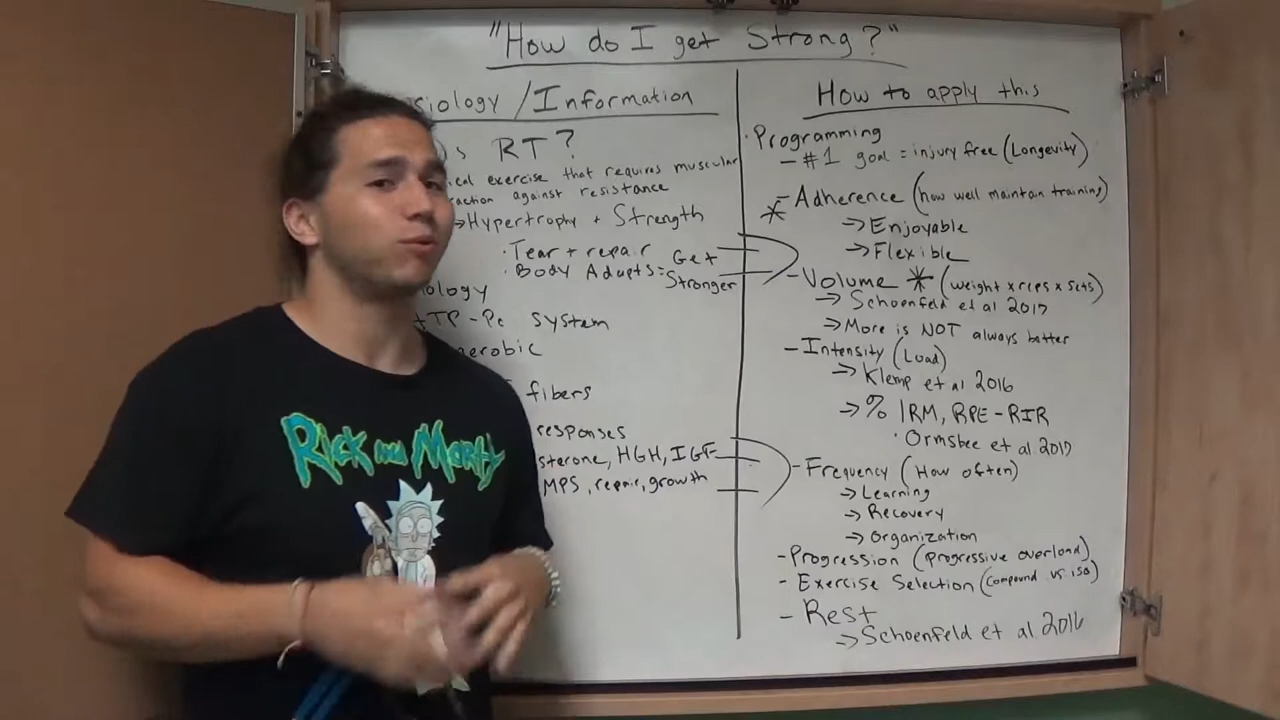 "How do I get Strong?"
siology / Information
s RT?
ical exercise that requires muscular
raction against resistance
→Hypertrophy + Strength
· Tear + repair
· Body Adapts = Get Stronger
ology
ATP-Pc system
aerobic
fibers
responses
sterone, HGH, IGF
MPS, repair, growth
How to apply this
· Programming
- #1 goal = injury free (Longevity)
* - Adherence (how well maintain training)
→ Enjoyable
→ Flexible
- Volume * (weight x reps x sets)
→ Schoenfeld et al 2017
→ More is NOT always better
- Intensity (Load)
→ Klemp et al 2016
→ % 1RM, RPE-RIR
· Ormsbee et al 2017
- Frequency (How often)
→ Learning
→ Recovery
→ Organization
- Progression (progressive overload)
- Exercise Selection (compound vs iso)
- Rest
→ Schoenfeld et al 2016
RICK AND MORTY